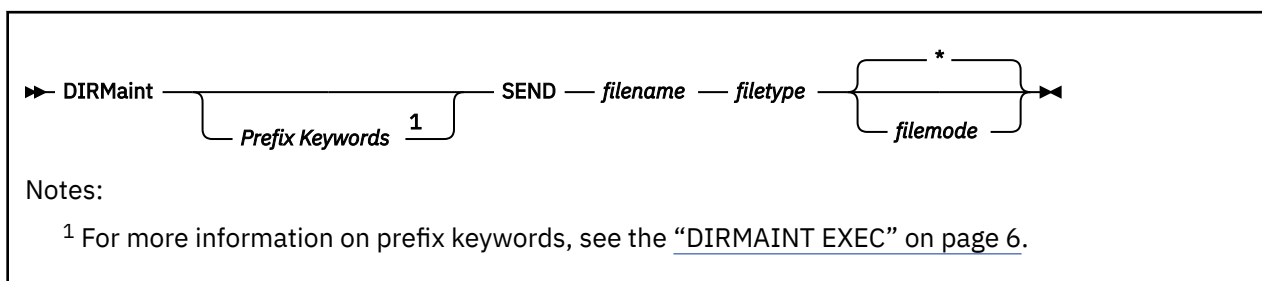 *
DIRMaint SEND filename filetype
Prefix Keywords 1 filemode
Notes:
1 For more information on prefix keywords, see the “DIRMAINT EXEC” on page 6.